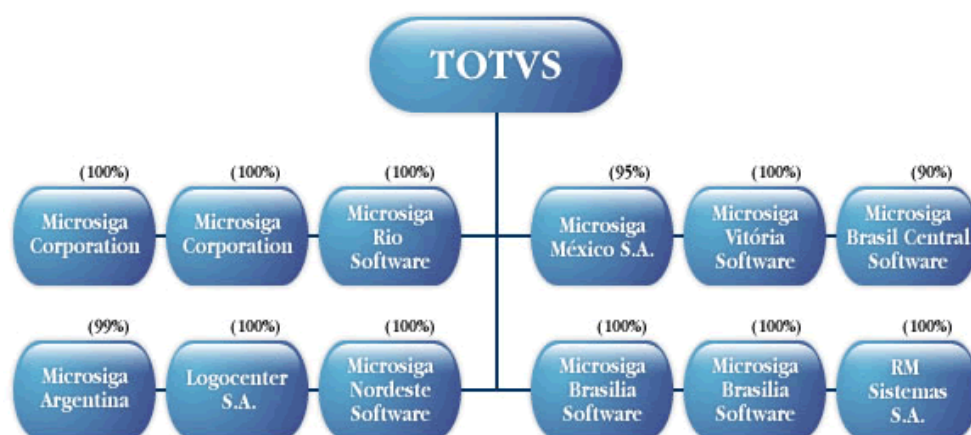 TOTVS
(100%) (100%) (100%) (95%) (100%) (90%)
Microsiga
Corporation
Microsiga
Corporation
Microsiga
Rio
Software
Microsiga
México S.A.
Microsiga
Vitória
Software
Microsiga
Brasil Central
Software
(99%) (100%) (100%) (100%) (100%) (100%)
Microsiga
Argentina
Logocenter
S.A.
Microsiga
Nordeste
Software
Microsiga
Brasilia
Software
Microsiga
Brasilia
Software
RM
Sistemas
S.A.